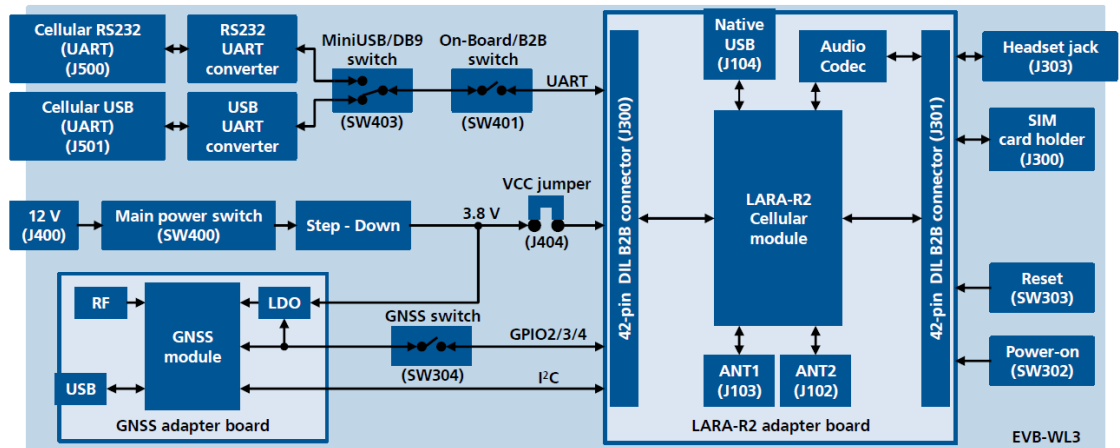 Cellular RS232
(UART)
(J500)
RS232
UART
converter
MiniUSB/DB9
switch
(SW403)
On-Board/B2B
switch
(SW401)
UART
Cellular USB
(UART)
(J501)
USB
UART
converter
12 V
(J400)
Main power switch
(SW400)
Step - Down
3.8 V
VCC jumper
(J404)
RF
GNSS
module
LDO
USB
GNSS adapter board
GNSS switch
(SW304)
GPIO2/3/4
I²C
42-pin DIL B2B connector (J300)
Native
USB
(J104)
Audio
Codec
LARA-R2
Cellular
module
ANT1
(J103)
ANT2
(J102)
LARA-R2 adapter board
42-pin DIL B2B connector (J301)
Headset jack
(J303)
SIM
card holder
(J300)
Reset
(SW303)
Power-on
(SW302)
EVB-WL3